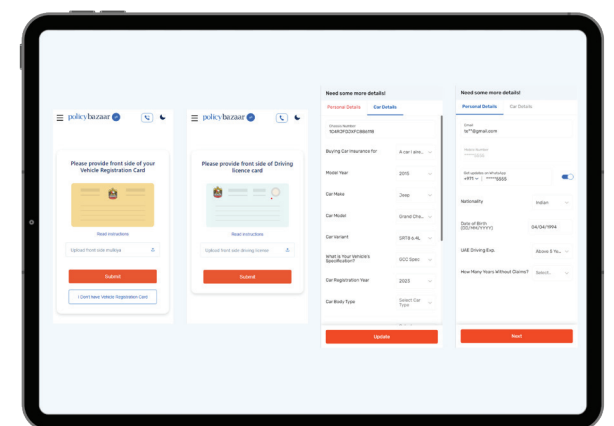 policybazaar
Please provide front side of your
Vehicle Registration Card
Read instructions
Upload front side mulkiya
Submit
I Don't have Vehicle Registration Card
policybazaar
Please provide front side of Driving
licence card
Read instructions
Upload front side driving license
Submit
Need some more details!
Personal Details
Car Details
Chassis Number
Buying Car Insurance for
A car I alre...
Model Year
2015
Car Make
Jeep
Car Model
Grand Che...
Car Variant
SRT8 6.4L
What Is Your Vehicle's
Specification?
GCC Spec
Car Registration Year
2023
Car Body Type
Select Car
Type
Update
Need some more details!
Personal Details
Car Details
Email
te**@gmail.com
Get updates on WhatsApp
+971
*****5555
Nationality
Indian
Date of Birth
(DD/MM/YYYY)
04/04/1994
UAE Driving Exp.
Above 5 Ye...
How Many Years Without Claims?
Select...
Next